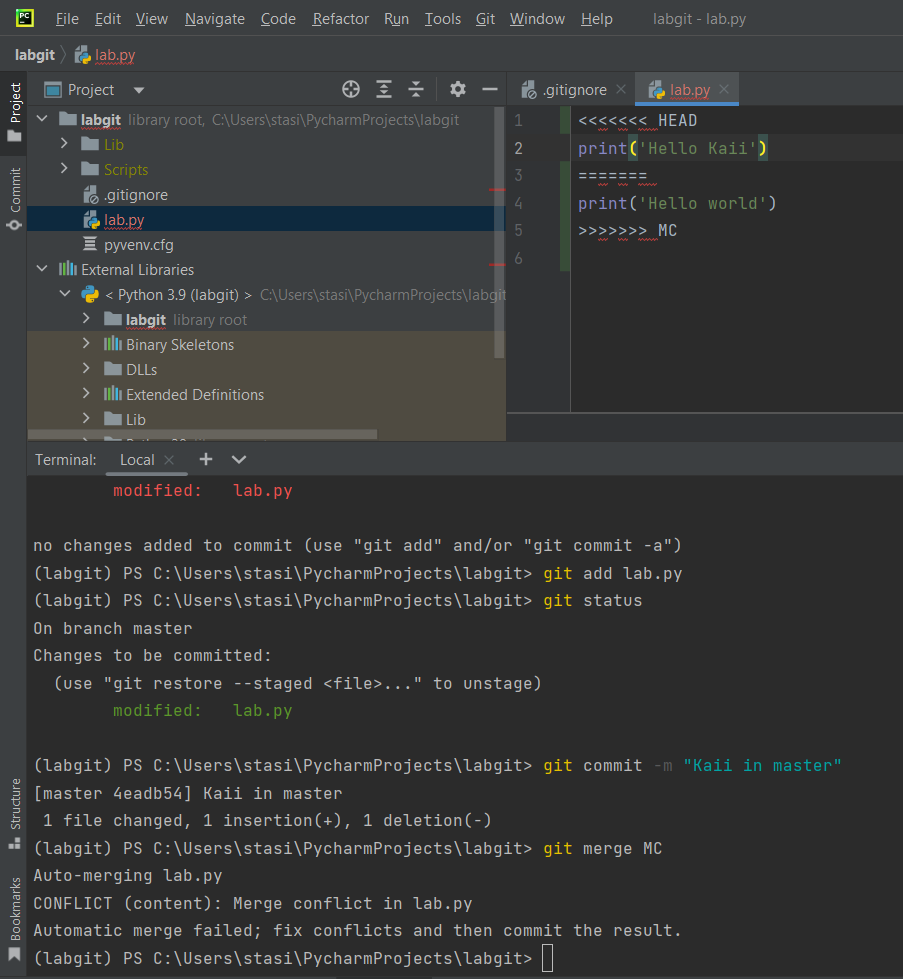 PC File Edit View Navigate Code Refactor Run Tools Git Window Help labgit - lab.py
labgit lab.py
Project
Commit
Structure
Bookmarks
Project
labgit library root, C:\Users\stasi\PycharmProjects\labgit
Lib
Scripts
.gitignore
lab.py
pyvenv.cfg
External Libraries
< Python 3.9 (labgit) > C:\Users\stasi\PycharmProjects\labgit
labgit library root
Binary Skeletons
DLLs
Extended Definitions
Lib
.gitignore lab.py
1 <<<<<<< HEAD
2 print('Hello Kaii')
3 =======
4 print('Hello world')
5 >>>>>>> MC
6
Terminal: Local
modified: lab.py
no changes added to commit (use "git add" and/or "git commit -a")
(labgit) PS C:\Users\stasi\PycharmProjects\labgit> git add lab.py
(labgit) PS C:\Users\stasi\PycharmProjects\labgit> git status
On branch master
Changes to be committed:
(use "git restore --staged <file>..." to unstage)
modified: lab.py
(labgit) PS C:\Users\stasi\PycharmProjects\labgit> git commit -m "Kaii in master"
[master 4eadb54] Kaii in master
1 file changed, 1 insertion(+), 1 deletion(-)
(labgit) PS C:\Users\stasi\PycharmProjects\labgit> git merge MC
Auto-merging lab.py
CONFLICT (content): Merge conflict in lab.py
Automatic merge failed; fix conflicts and then commit the result.
(labgit) PS C:\Users\stasi\PycharmProjects\labgit>